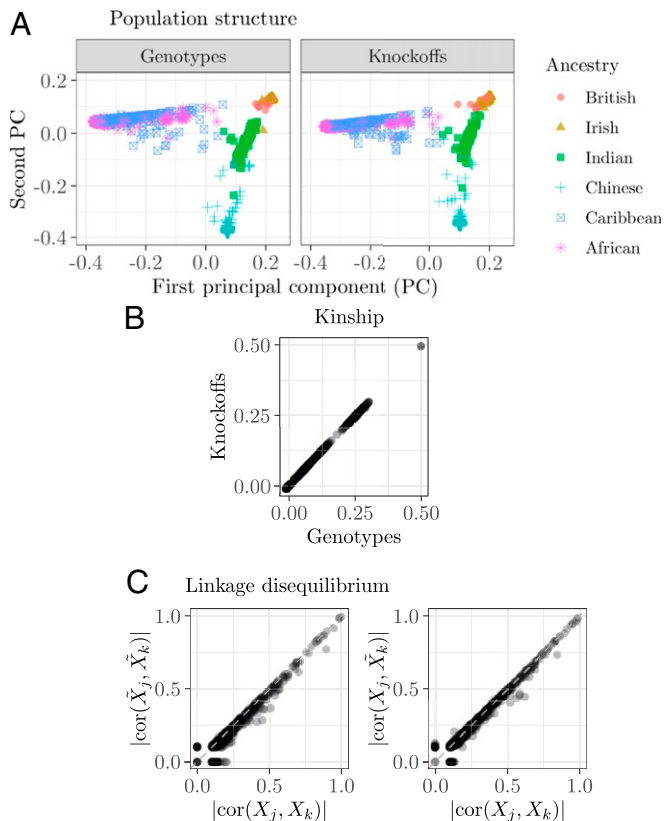 A
Population structure
Genotypes
Knockoffs
Second PC
0.2
0.0
-0.2
-0.4
-0.4 -0.2 0.0 0.2
-0.4 -0.2 0.0 0.2
First principal component (PC)
Ancestry
British
Irish
Indian
Chinese
Caribbean
African
B
Kinship
Knockoffs
0.50
0.25
0.00
0.00 0.25 0.50
Genotypes
C
Linkage disequilibrium
|cor(X̃j, X̃k)|
1.0
0.5
0.0
0.0 0.5 1.0
|cor(Xj, Xk)|
|cor(Xj, X̃k)|
1.0
0.5
0.0
0.0 0.5 1.0
|cor(Xj, Xk)|